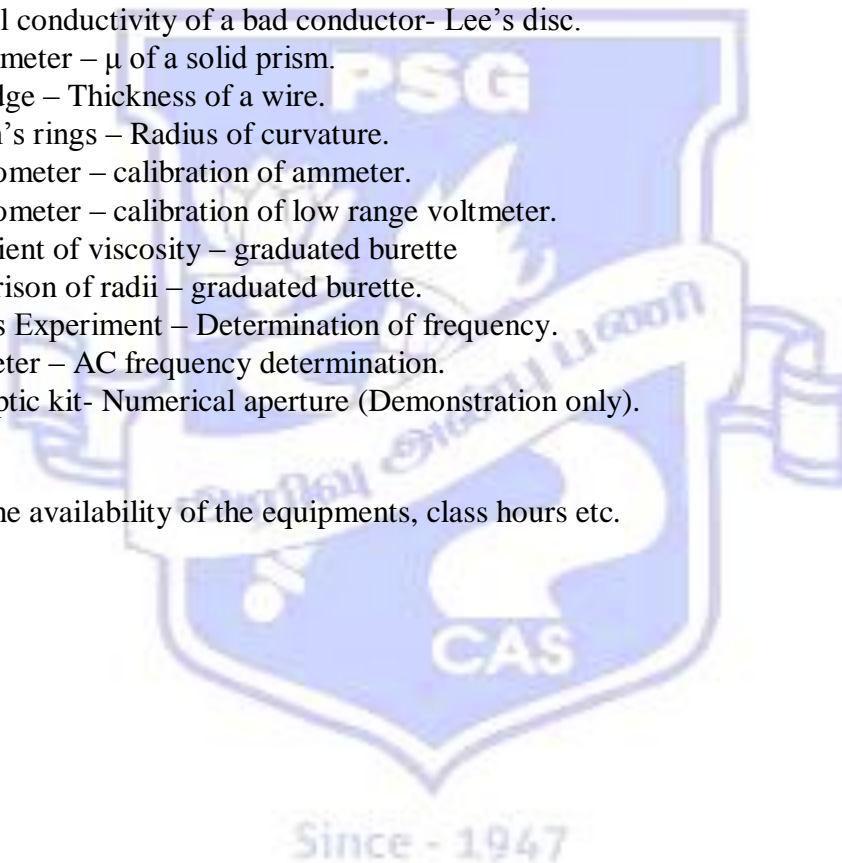 l conductivity of a bad conductor- Lee’s disc.
meter – μ of a solid prism.
dge – Thickness of a wire.
n’s rings – Radius of curvature.
ometer – calibration of ammeter.
ometer – calibration of low range voltmeter.
ient of viscosity – graduated burette
rison of radii – graduated burette.
s Experiment – Determination of frequency.
eter – AC frequency determination.
ptic kit- Numerical aperture (Demonstration only).
he availability of the equipments, class hours etc.
PSG
CAS
Since - 1947